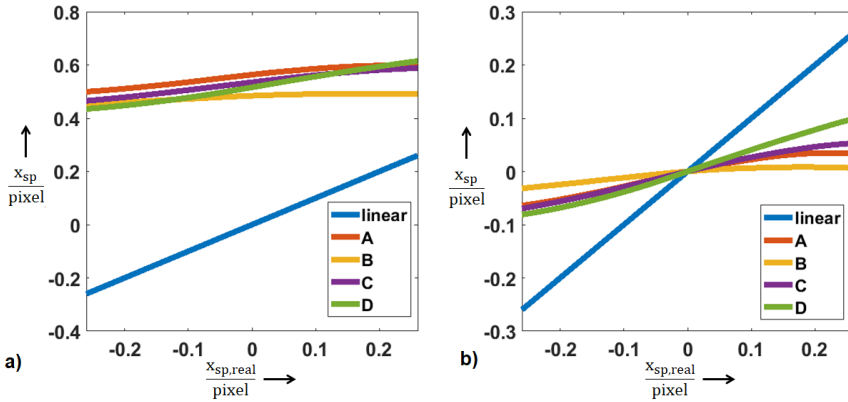 0.8
0.6
0.4
0.2
0
-0.2
-0.4
x_sp
pixel
linear
A
B
C
D
-0.2 -0.1 0 0.1 0.2
x_sp,real
pixel
a)
0.3
0.2
0.1
0
-0.1
-0.2
-0.3
x_sp
pixel
linear
A
B
C
D
-0.2 -0.1 0 0.1 0.2
x_sp,real
pixel
b)